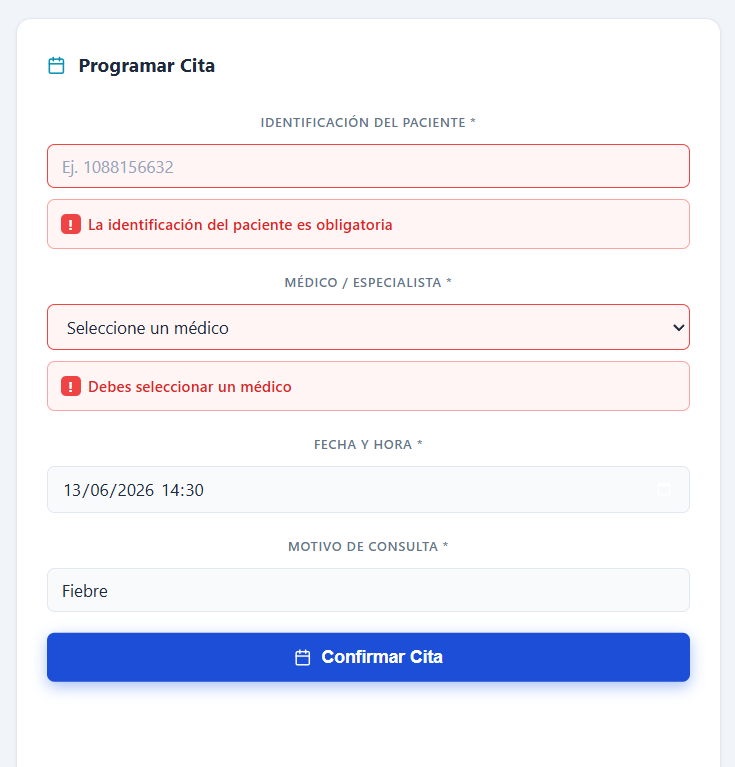 Programar Cita
IDENTIFICACIÓN DEL PACIENTE *
Ej. 1088156632
! La identificación del paciente es obligatoria
MÉDICO / ESPECIALISTA *
Seleccione un médico
! Debes seleccionar un médico
FECHA Y HORA *
13/06/2026 14:30
MOTIVO DE CONSULTA *
Fiebre
Confirmar Cita